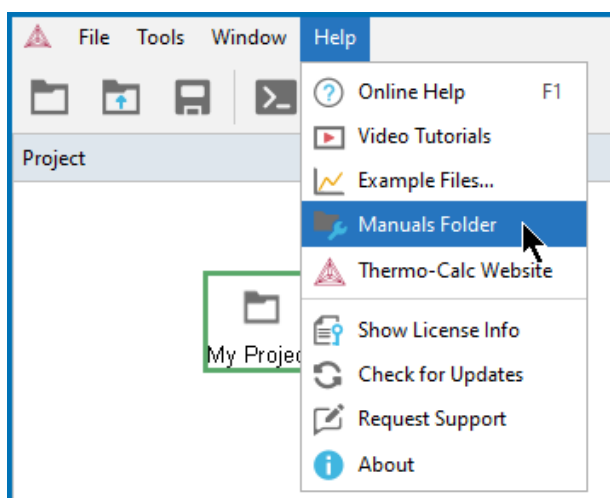 File Tools Window Help
Project
Online Help F1
Video Tutorials
Example Files...
Manuals Folder
Thermo-Calc Website
Show License Info
Check for Updates
Request Support
About
My Projec